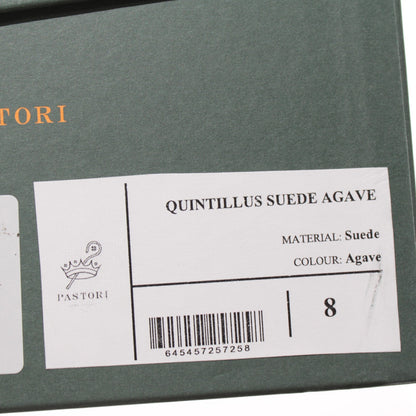 TORI
QUINTILLUS SUEDE AGAVE
MATERIAL: Suede
COLOUR: Agave
PASTORI
8
645457257258